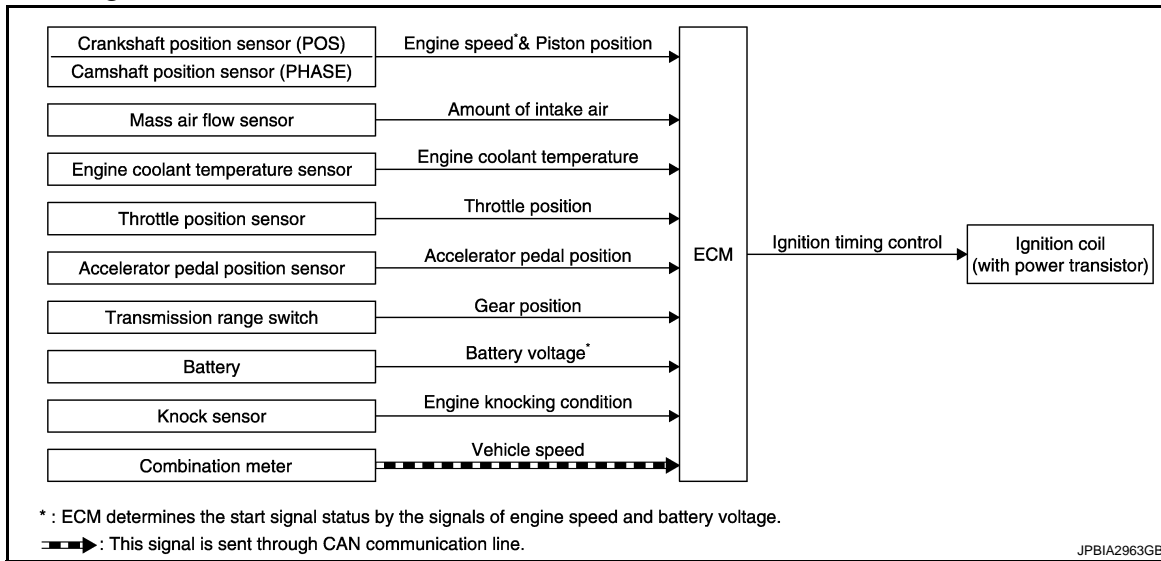 Crankshaft position sensor (POS)
Camshaft position sensor (PHASE)
Engine speed*& Piston position
Mass air flow sensor
Amount of intake air
Engine coolant temperature sensor
Engine coolant temperature
Throttle position sensor
Throttle position
Accelerator pedal position sensor
Accelerator pedal position
Transmission range switch
Gear position
Battery
Battery voltage*
Knock sensor
Engine knocking condition
Combination meter
Vehicle speed
ECM
Ignition timing control
Ignition coil
(with power transistor)
* : ECM determines the start signal status by the signals of engine speed and battery voltage.
: This signal is sent through CAN communication line.
JPBIA2963GB